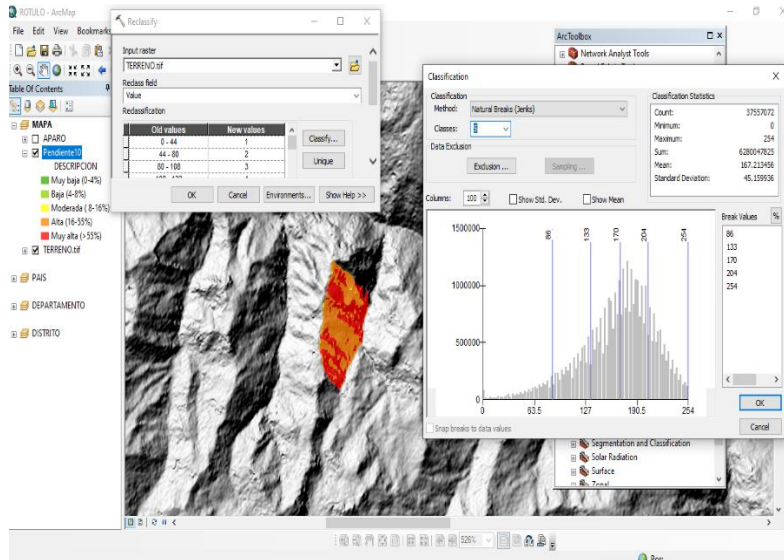 ROTULO - ArcMap
File Edit View Bookmarks
Table Of Contents
MAPA
APARO
Pendiente10
DESCRIPCION
Muy baja (0-4%)
Baja (4-8%)
Moderada ( 8-16%)
Alta (16-55%)
Muy alta (>55%)
TERRENO.tif
PAIS
DEPARTAMENTO
DISTRITO
Reclassify
Input raster
TERRENO.tif
Reclass field
Value
Reclassification
Old values New values
0 - 44 1
44 - 80 2
80 - 108 3
Classify...
Unique
OK Cancel Environments... Show Help >>
ArcToolbox
Network Analyst Tools
Classification
Classification
Method: Natural Breaks (Jenks)
Classes: 5
Data Exclusion
Exclusion ... Sampling ...
Classification Statistics
Count: 37557072
Minimum: 0
Maximum: 254
Sum: 6280047825
Mean: 167.213456
Standard Deviation: 45.159936
Columns: 100 Show Std. Dev. Show Mean
Break Values %
86
133
170
204
254
86 133 170 204 254
1500000
1000000
500000
0
0 63.5 127 190.5 254
Snap breaks to data values
OK
Cancel
Segmentation and Classification
Solar Radiation
Surface
Zonal
526%